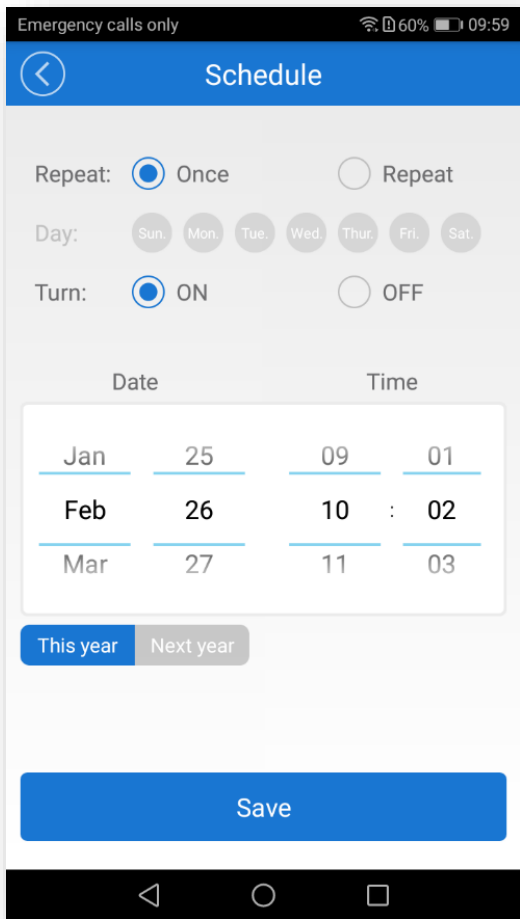 Emergency calls only 60% 09:59
Schedule
Repeat: Once Repeat
Day: Sun. Mon. Tue. Wed. Thur. Fri. Sat.
Turn: ON OFF
Date Time
Jan 25 09 01
Feb 26 10 : 02
Mar 27 11 03
This year Next year
Save